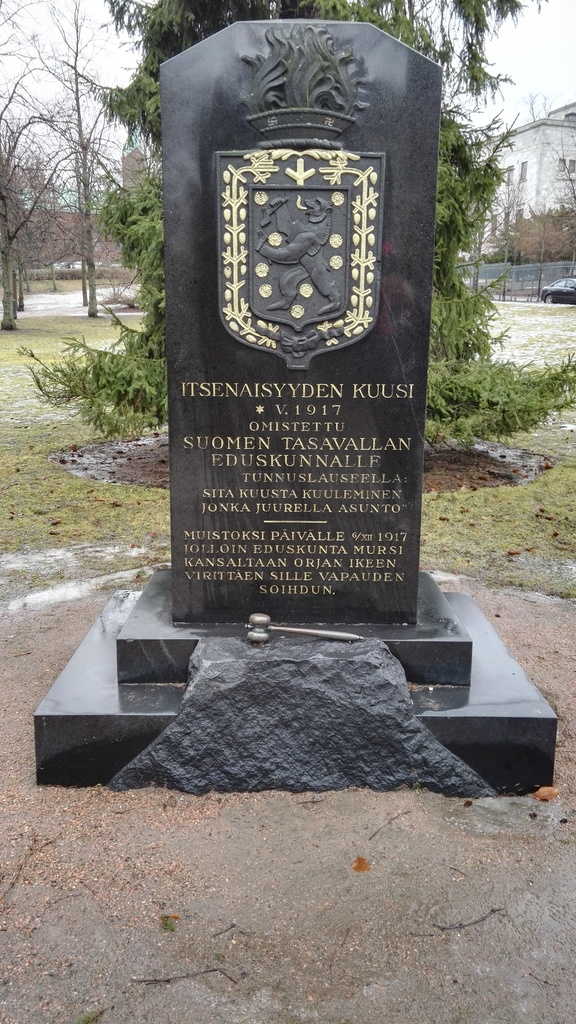 ITSENAISYYDEN KUUSI
* V. 1917
OMISTETTU
SUOMEN TASAVALLAN
EDUSKUNNALLE
TUNNUSLAUSEELLA:
SITÄ KUUSTA KUULEMINEN
JONKA JUURELLA ASUNTO"
MUISTOKSI PÄIVÄLLE 6/XII 1917
JOLLOIN EDUSKUNTA MURSI
KANSALTAAN ORJAN IKEEN
VIRITTÄEN SILLE VAPAUDEN
SOIHDUN.